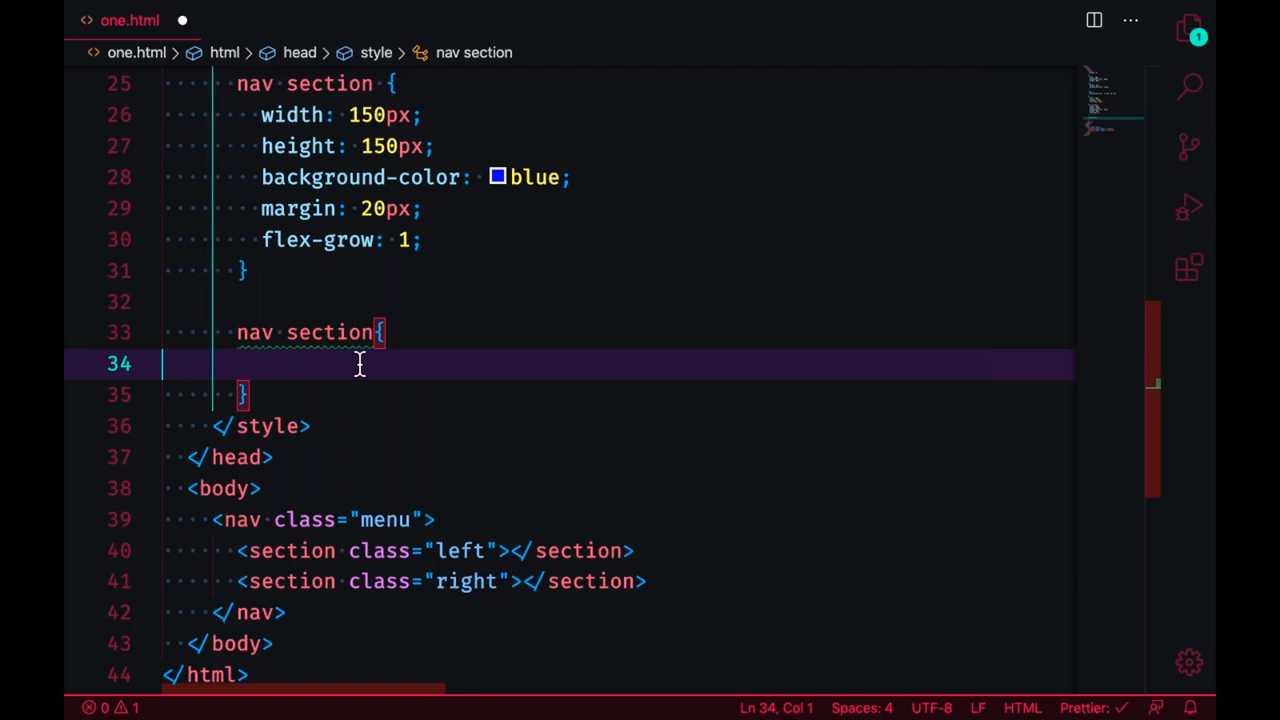 one.html
one.html > html > head > style > nav section
1
25 nav section {
26 width: 150px;
27 height: 150px;
28 background-color: blue;
29 margin: 20px;
30 flex-grow: 1;
31 }
32
33 nav section{
34
35 }
36 </style>
37 </head>
38 <body>
39 <nav class="menu">
40 <section class="left"></section>
41 <section class="right"></section>
42 </nav>
43 </body>
44 </html>
0 1 Ln 34, Col 1 Spaces: 4 UTF-8 LF HTML Prettier: ✓